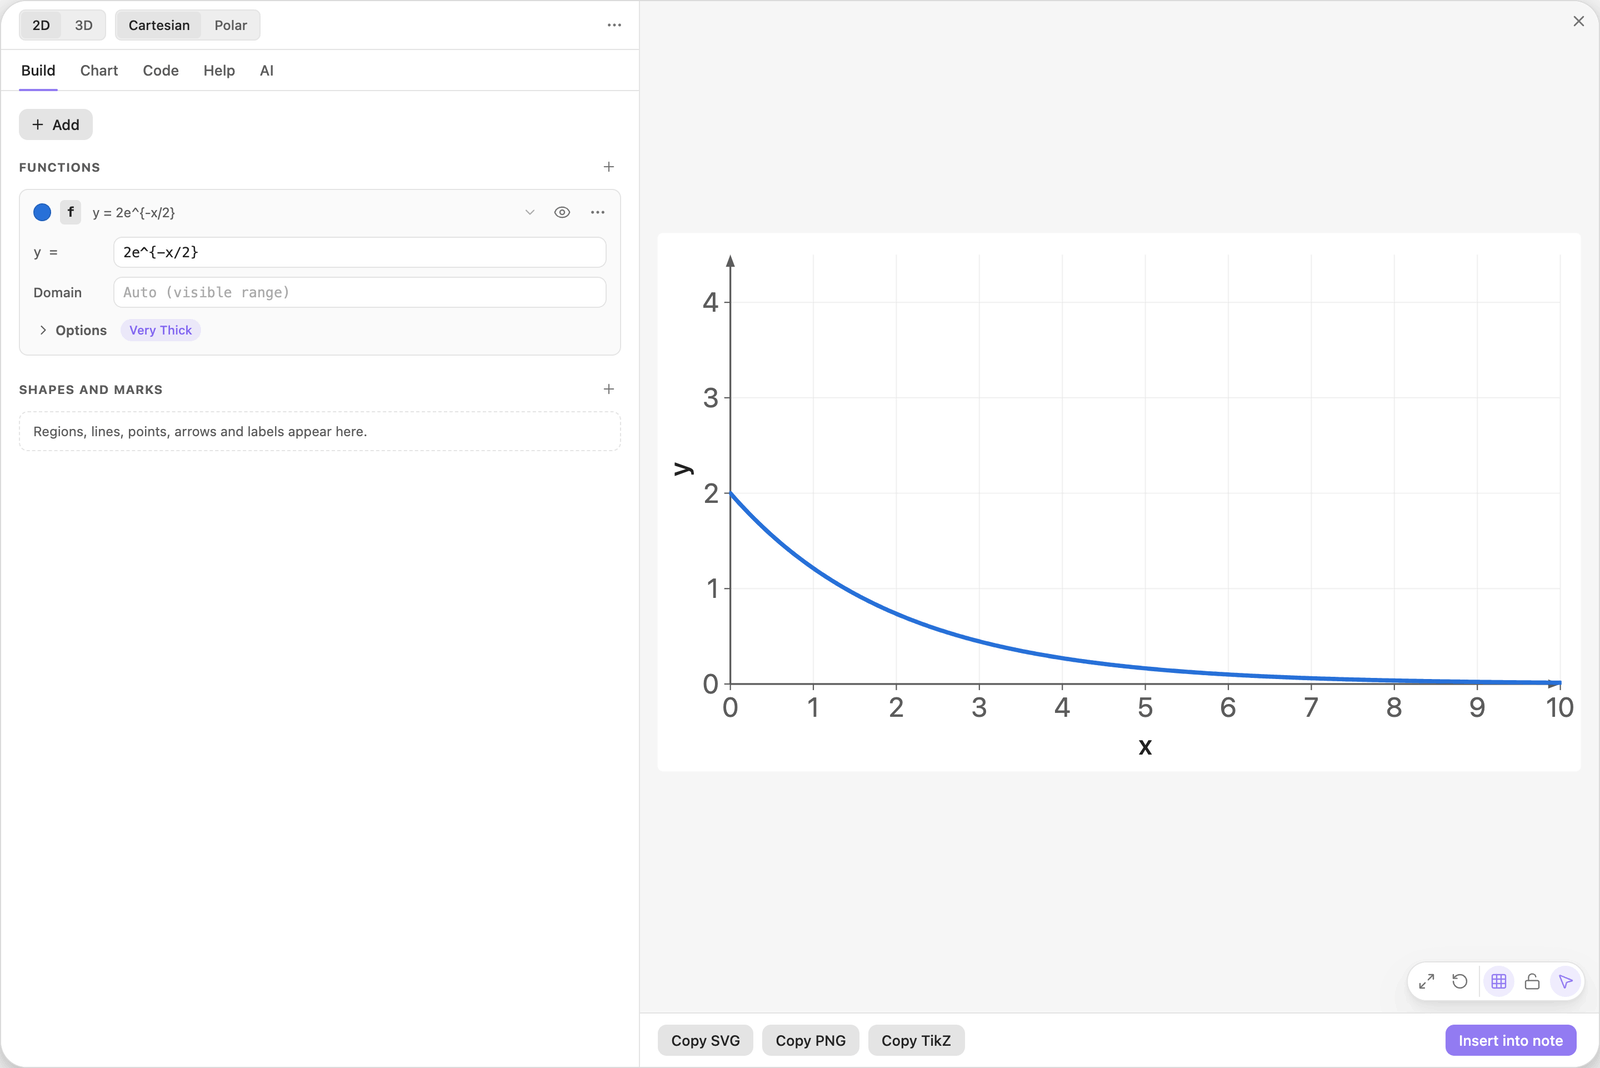 2D 3D Cartesian Polar
Build Chart Code Help AI
+ Add
FUNCTIONS
f y = 2e^{-x/2}
y = 2e^{-x/2}
Domain Auto (visible range)
Options Very Thick
SHAPES AND MARKS
Regions, lines, points, arrows and labels appear here.
4
3
y
2
1
0
0 1 2 3 4 5 6 7 8 9 10
x
Copy SVG Copy PNG Copy TikZ Insert into note